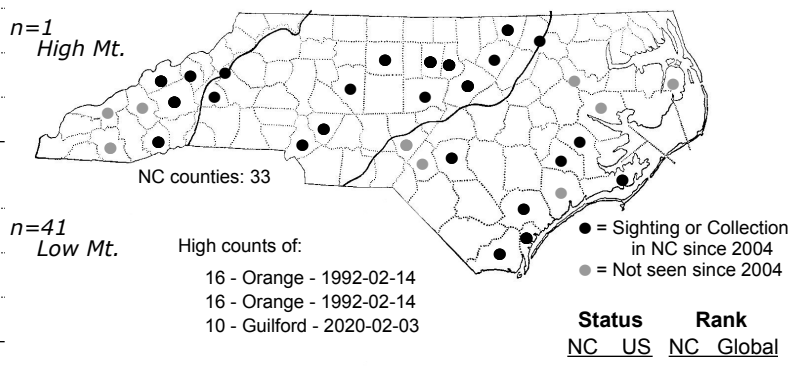 n=1
High Mt.
NC counties: 33
n=41
Low Mt.
High counts of:
16 - Orange - 1992-02-14
16 - Orange - 1992-02-14
10 - Guilford - 2020-02-03
● = Sighting or Collection
in NC since 2004
● = Not seen since 2004
Status Rank
NC US NC Global